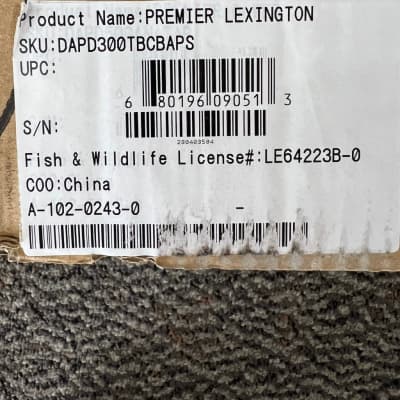 Product Name:PREMIER LEXINGTON
SKU:DAPD300TBCBAPS
UPC:
6 80196 09051 3
S/N:
230403504
Fish & Wildlife License#:LE64223B-0
COO:China
A-102-0243-0 -